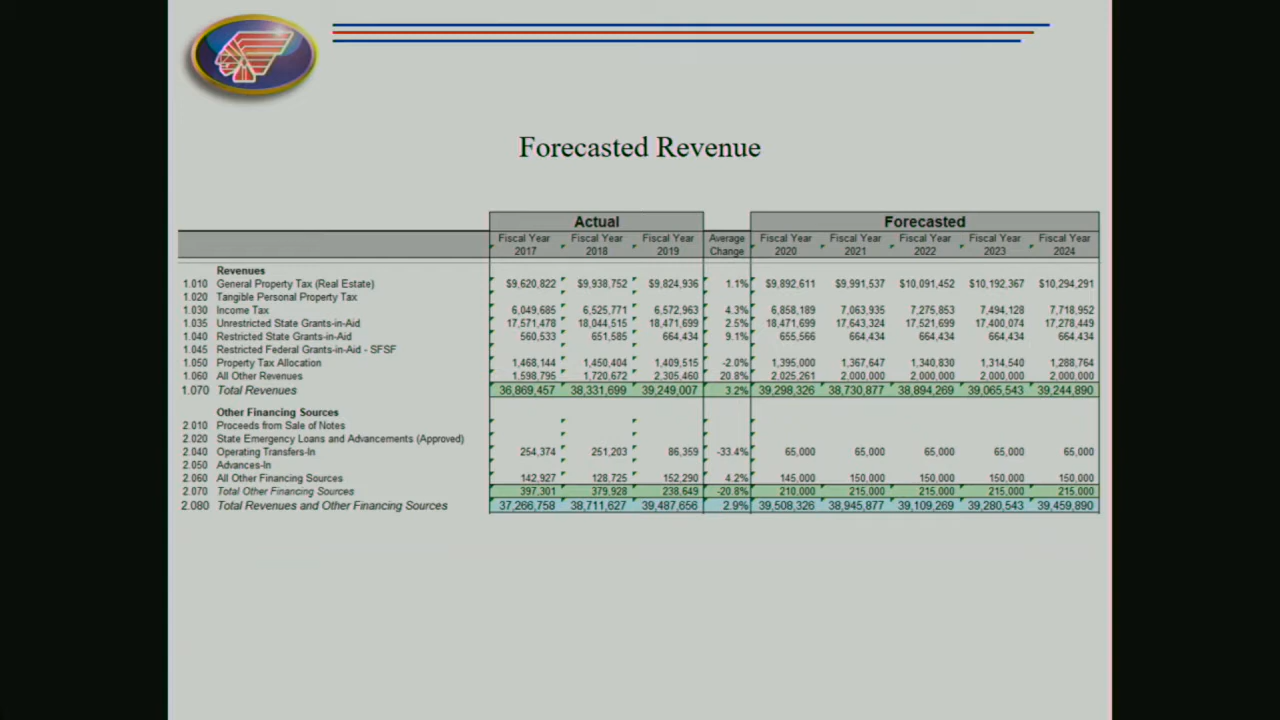 Forecasted Revenue
Actual Forecasted
Fiscal Year Fiscal Year Fiscal Year Average Fiscal Year Fiscal Year Fiscal Year Fiscal Year Fiscal Year
2017 2018 2019 Change 2020 2021 2022 2023 2024
Revenues
1.010 General Property Tax (Real Estate) $9,620,822 $9,938,752 $9,824,936 1.1% $9,892,611 $9,991,537 $10,091,452 $10,192,367 $10,294,291
1.020 Tangible Personal Property Tax
1.030 Income Tax 6,049,685 6,525,771 6,572,963 4.3% 6,858,189 7,063,935 7,275,853 7,494,128 7,718,952
1.035 Unrestricted State Grants-in-Aid 17,571,478 18,044,515 18,471,699 2.5% 18,471,699 17,643,324 17,521,699 17,400,074 17,278,449
1.040 Restricted State Grants-in-Aid 560,533 651,585 664,434 9.1% 655,566 664,434 664,434 664,434 664,434
1.045 Restricted Federal Grants-in-Aid - SFSF
1.050 Property Tax Allocation 1,468,144 1,450,404 1,409,515 -2.0% 1,395,000 1,367,647 1,340,830 1,314,540 1,288,764
1.060 All Other Revenues 1,598,795 1,720,672 2,305,460 20.8% 2,025,261 2,000,000 2,000,000 2,000,000 2,000,000
1.070 Total Revenues 36,869,457 38,331,699 39,249,007 3.2% 39,298,326 38,730,877 38,894,269 39,065,543 39,244,890
Other Financing Sources
2.010 Proceeds from Sale of Notes
2.020 State Emergency Loans and Advancements (Approved)
2.040 Operating Transfers-In 254,374 251,203 86,359 -33.4% 65,000 65,000 65,000 65,000 65,000
2.050 Advances-In
2.060 All Other Financing Sources 142,927 128,725 152,290 4.2% 145,000 150,000 150,000 150,000 150,000
2.070 Total Other Financing Sources 397,301 379,928 238,649 -20.8% 210,000 215,000 215,000 215,000 215,000
2.080 Total Revenues and Other Financing Sources 37,266,758 38,711,627 39,487,656 2.9% 39,508,326 38,945,877 39,109,269 39,280,543 39,459,890